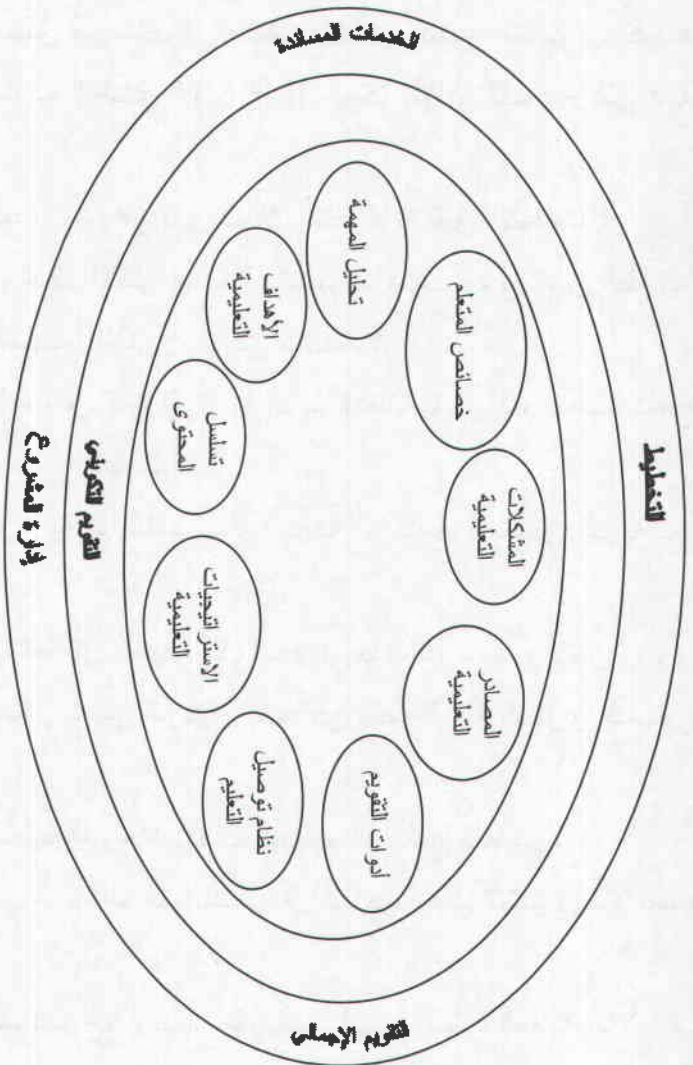 التخطيط
المشكلات
التعليمية
المصادر
التعليمية
خصائص المتعلم
أدوات التقويم
تحليل المهمة
التقويم الإجمالي
الخدمات المساندة
نظام توصيل
التعليم
الأهداف
التعليمية
الاستراتيجيات
التعليمية
تسلسل
المحتوى
التقويم التكويني
إدارة المشروع